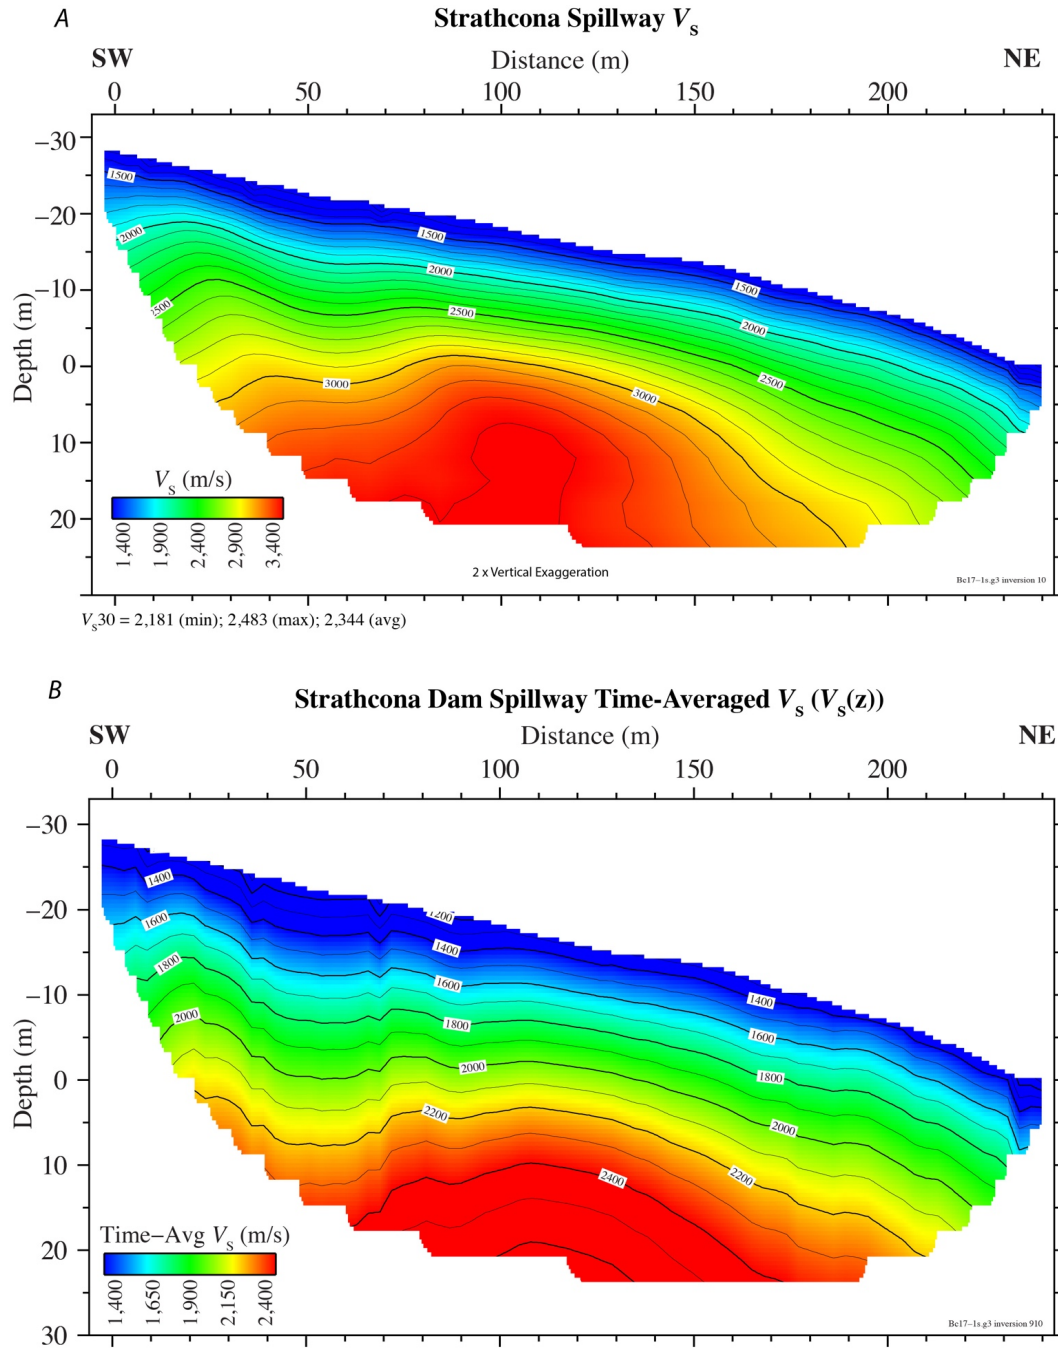 A
Strathcona Spillway Vs
SW
Distance (m)
NE
0 50 100 150 200
Depth (m)
−30
−20
−10
0
10
20
1500
2000
2500
3000
1500
2000
2500
3000
1500
2000
2500
Vs (m/s)
1,400 1,900 2,400 2,900 3,400
2 x Vertical Exaggeration
Bc17−1s.g3 inversion 10
Vs30 = 2,181 (min); 2,483 (max); 2,344 (avg)
B
Strathcona Dam Spillway Time-Averaged Vs (Vs(z))
SW
Distance (m)
NE
0 50 100 150 200
Depth (m)
−30
−20
−10
0
10
20
30
1400
1600
1800
2000
1200
1400
1600
1800
2000
2200
2400
1400
1600
1800
2000
2200
Time−Avg Vs (m/s)
1,400 1,650 1,900 2,150 2,400
Bc17−1s.g3 inversion 910